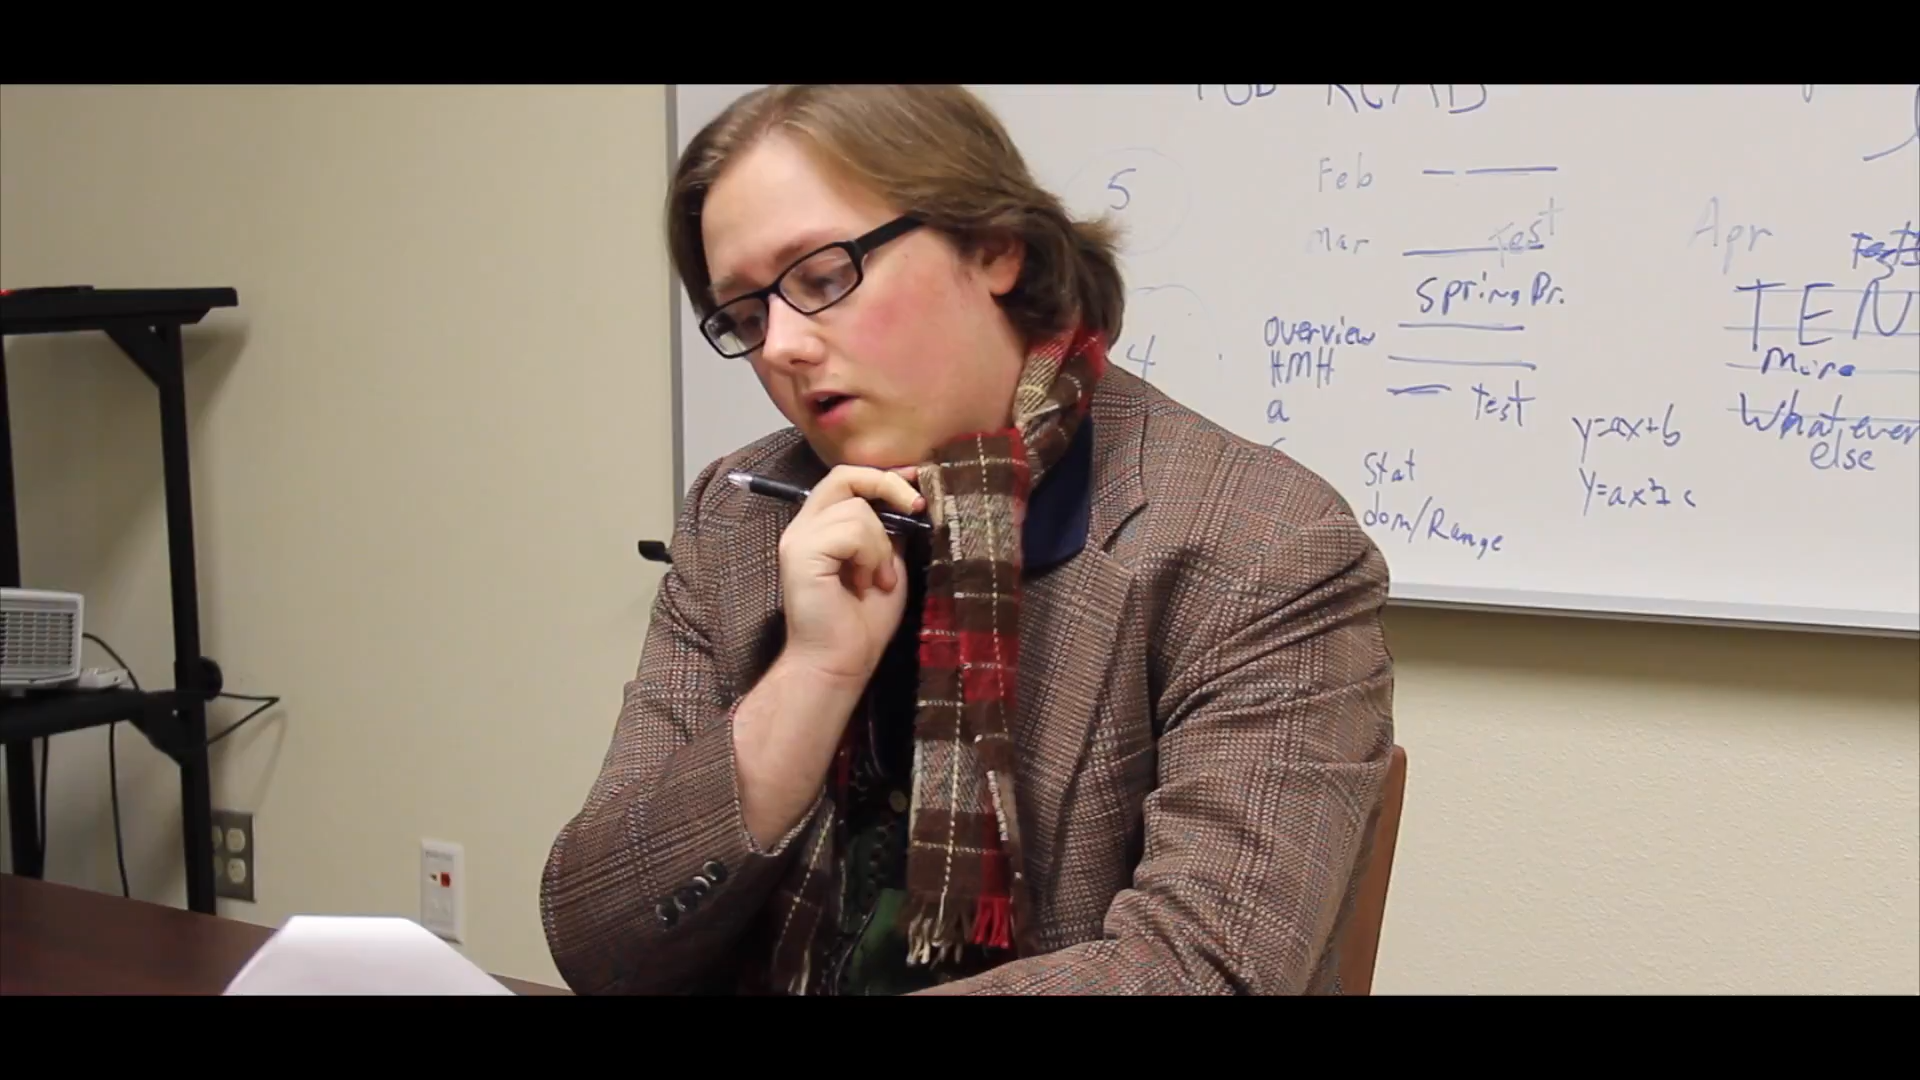 5
Feb
Mar
Test
Spring Br.
4
Overview
HMH
a
Test
Stat
dom/Range
y=ax+b
Apr
TEN
More
Whatever
else